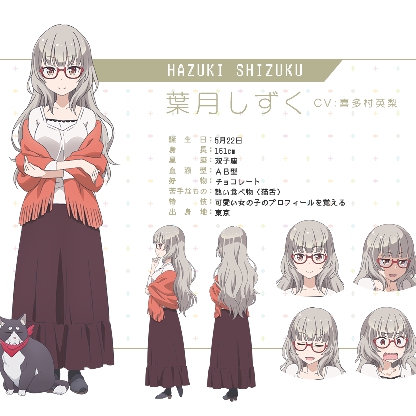 HAZUKI SHIZUKU
葉月しずく CV:喜多村英梨
誕生日:5月22日
身長:161cm
星座:双子座
血液型:AB型
好物:チョコレート
苦手なもの:熱い食べ物(猫舌)
特技:可愛い女の子のプロフィールを覚える
出身地:東京